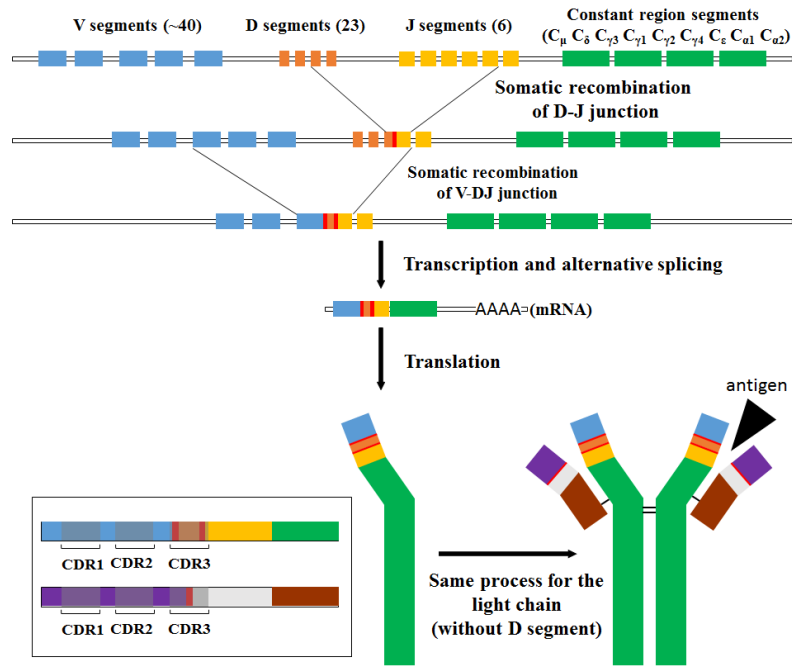 V segments (~40)
D segments (23)
J segments (6)
Constant region segments
(Cμ Cδ Cγ3 Cγ1 Cγ2 Cγ4 Cε Cα1 Cα2)
Somatic recombination
of D-J junction
Somatic recombination
of V-DJ junction
Transcription and alternative splicing
AAAA (mRNA)
Translation
antigen
CDR1
CDR2
CDR3
CDR1
CDR2
CDR3
Same process for the
light chain
(without D segment)